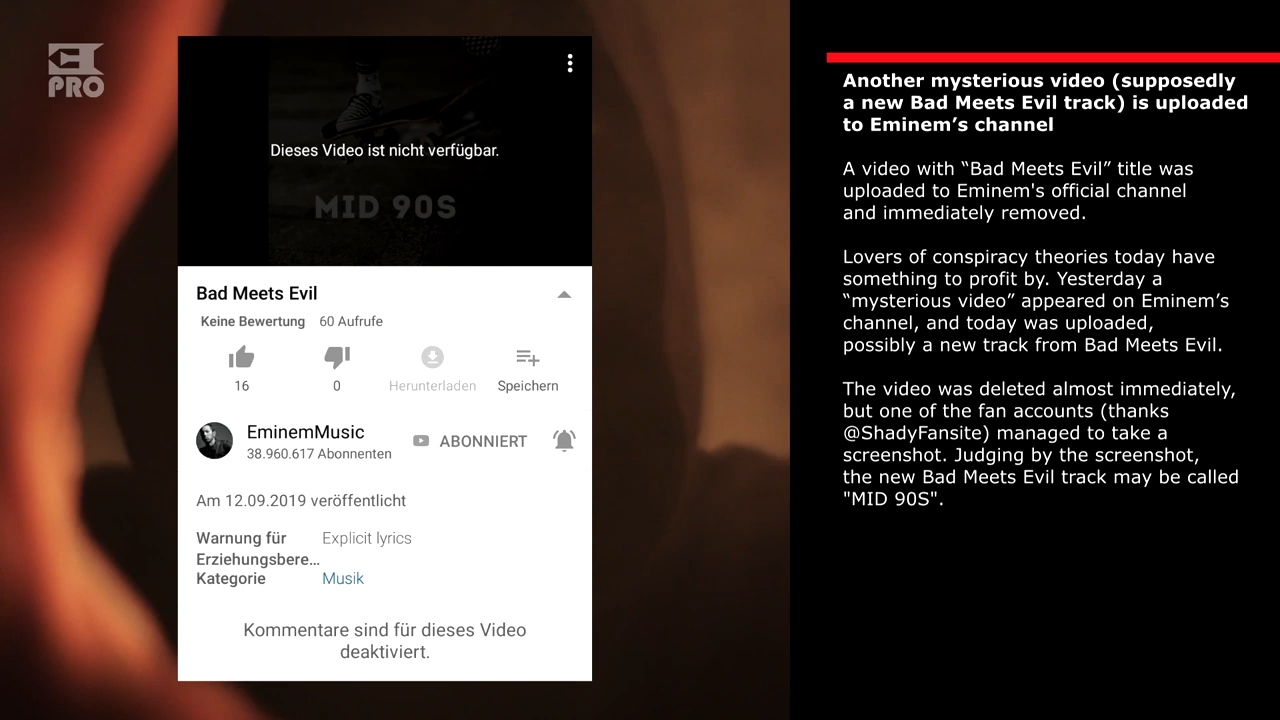 PRO
Dieses Video ist nicht verfügbar.
MID 90S
Bad Meets Evil
Keine Bewertung 60 Aufrufe
16 0 Herunterladen Speichern
EminemMusic
38.960.617 Abonnenten
ABONNIERT
Am 12.09.2019 veröffentlicht
Warnung für Explicit lyrics
Erziehungsbere...
Kategorie Musik
Kommentare sind für dieses Video
deaktiviert.
Another mysterious video (supposedly
a new Bad Meets Evil track) is uploaded
to Eminem’s channel
A video with “Bad Meets Evil” title was
uploaded to Eminem's official channel
and immediately removed.
Lovers of conspiracy theories today have
something to profit by. Yesterday a
“mysterious video” appeared on Eminem’s
channel, and today was uploaded,
possibly a new track from Bad Meets Evil.
The video was deleted almost immediately,
but one of the fan accounts (thanks
@ShadyFansite) managed to take a
screenshot. Judging by the screenshot,
the new Bad Meets Evil track may be called
"MID 90S".